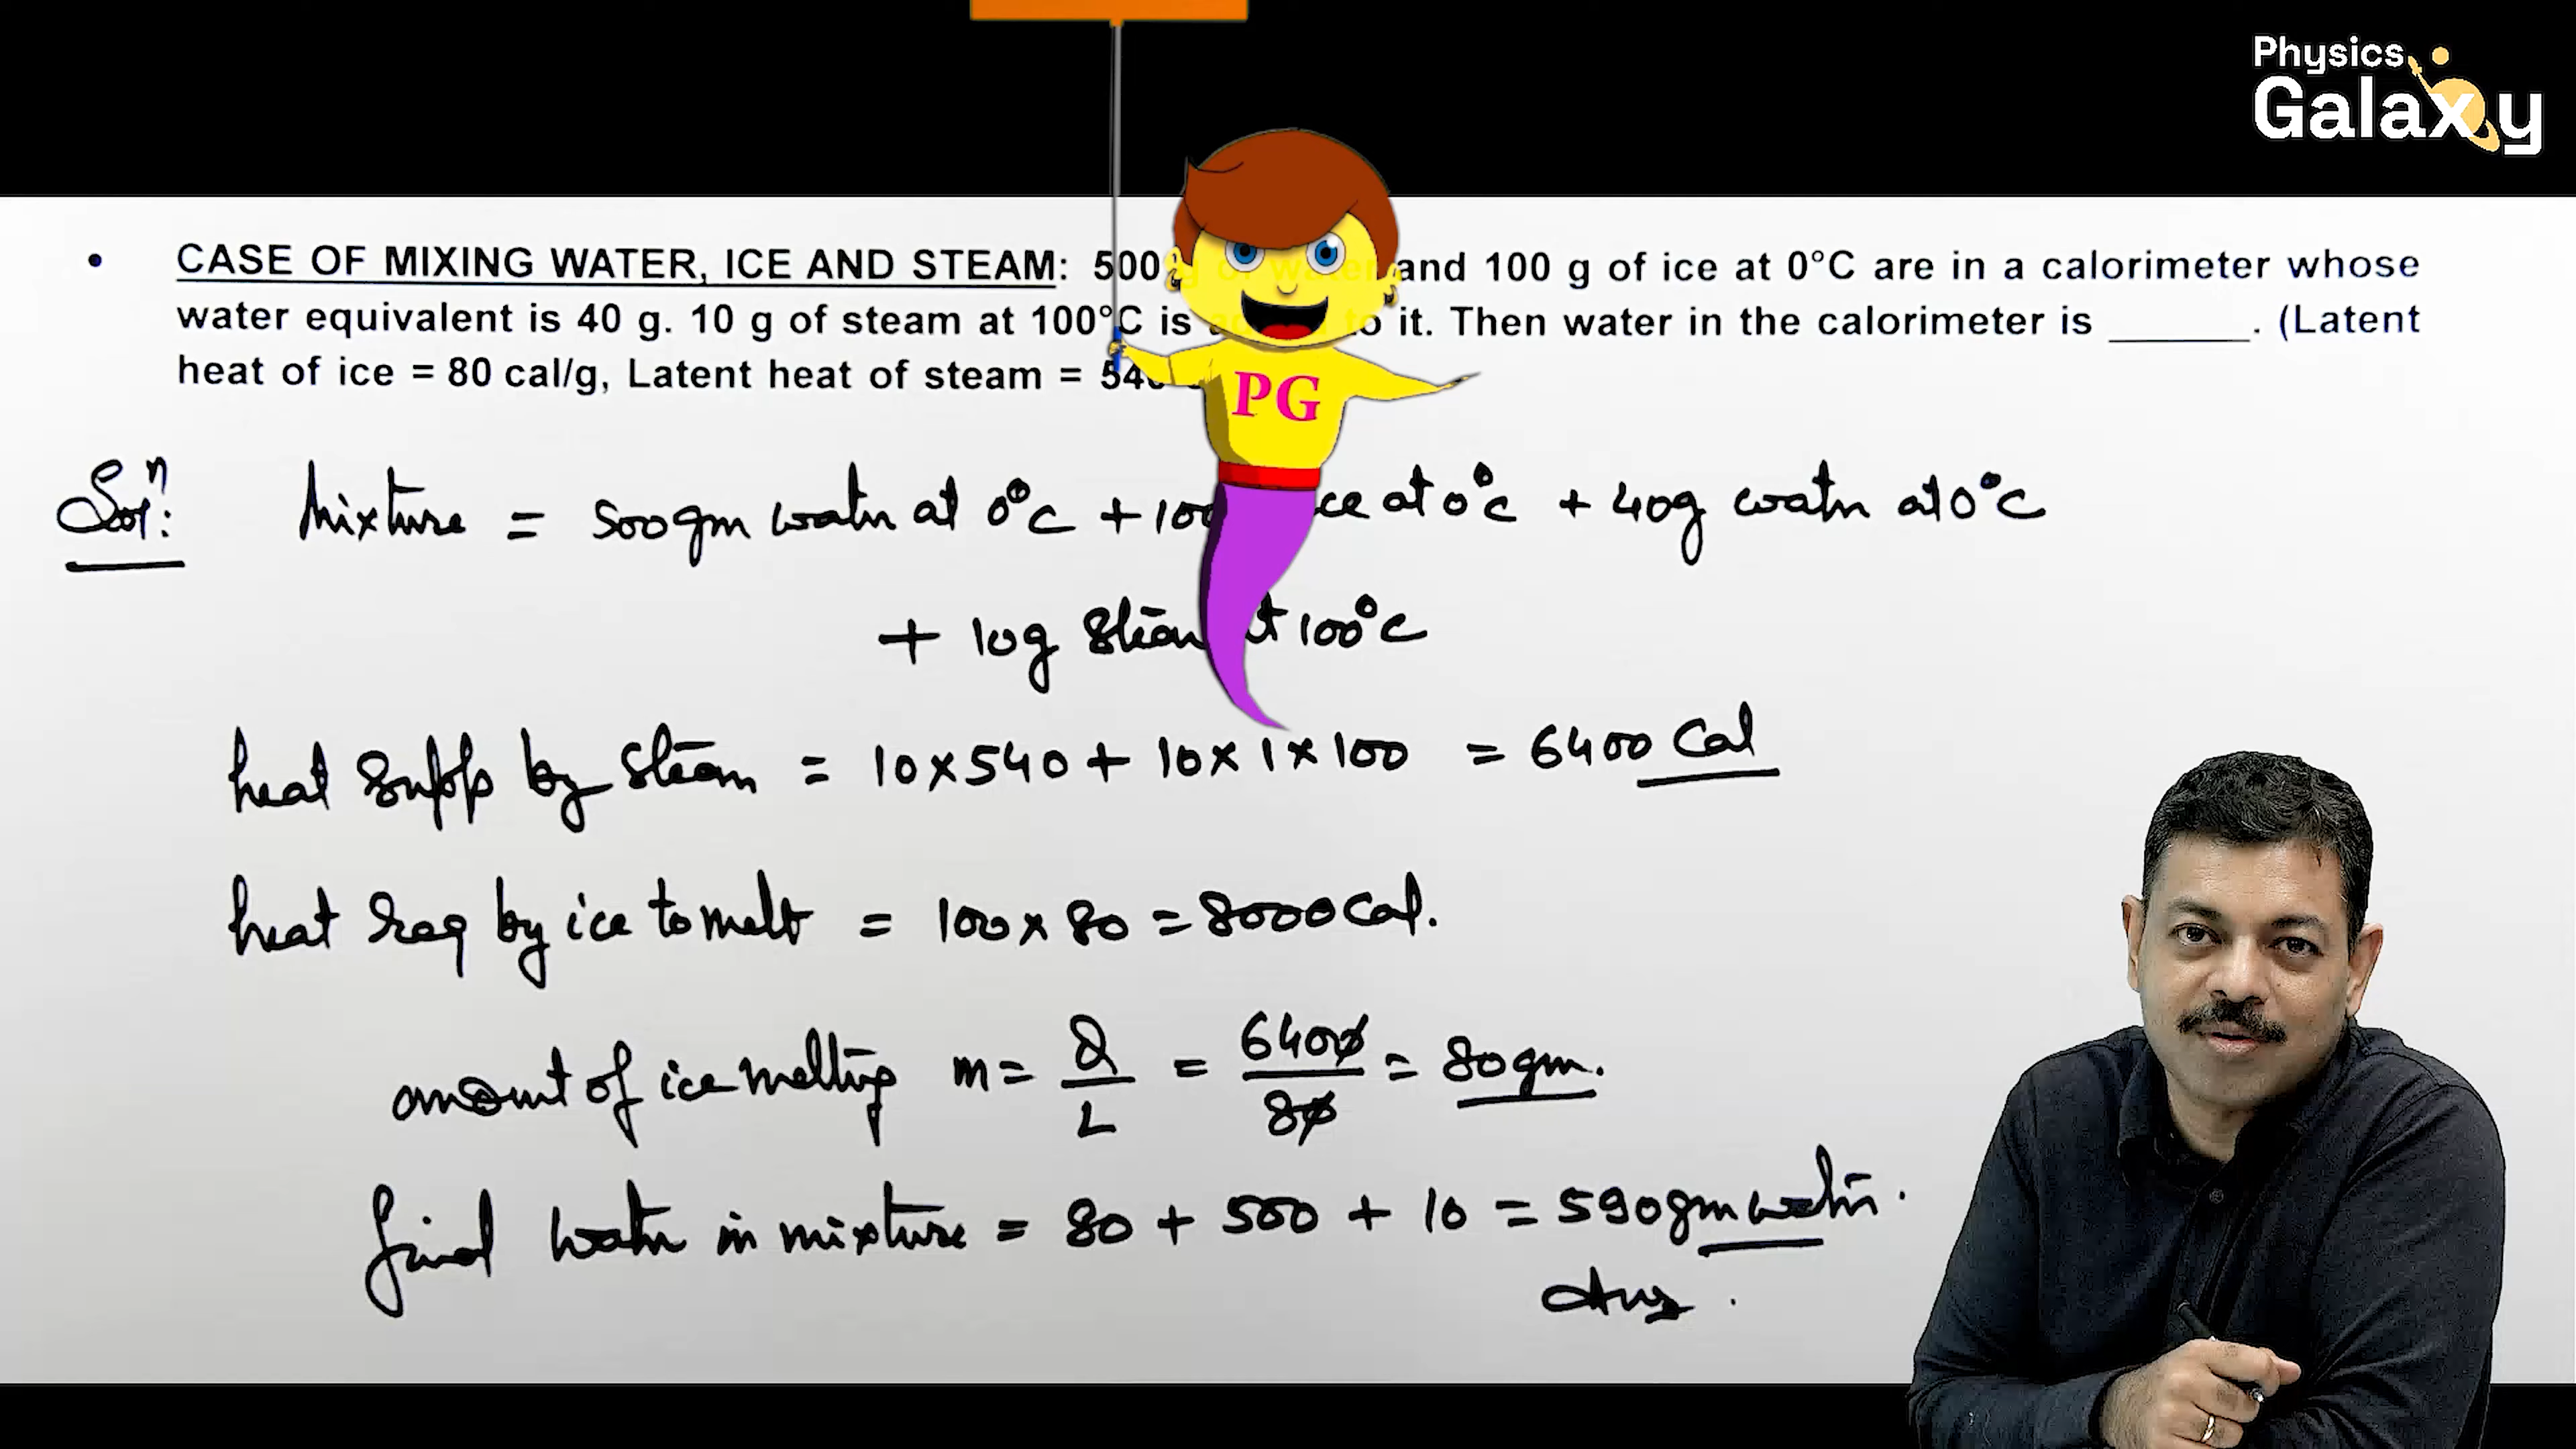 Physics
Galaxy
• CASE OF MIXING WATER, ICE AND STEAM: 500 and 100 g of ice at 0°C are in a calorimeter whose
water equivalent is 40 g. 10 g of steam at 100°C is to it. Then water in the calorimeter is ______. (Latent
heat of ice = 80 cal/g, Latent heat of steam = 540
PG
Solⁿ: Mixture = 500gm water at 0°C + 100 ice at 0°C + 40g water at 0°C
+ 10g steam at 100°C
heat supp by steam = 10×540 + 10×1×100 = 6400 Cal
heat req by ice to melt = 100 × 80 = 8000 Cal.
amount of ice melting m = Q/L = 6400/80 = 80gm.
final water in mixture = 80 + 500 + 10 = 590gm water.
Ans.